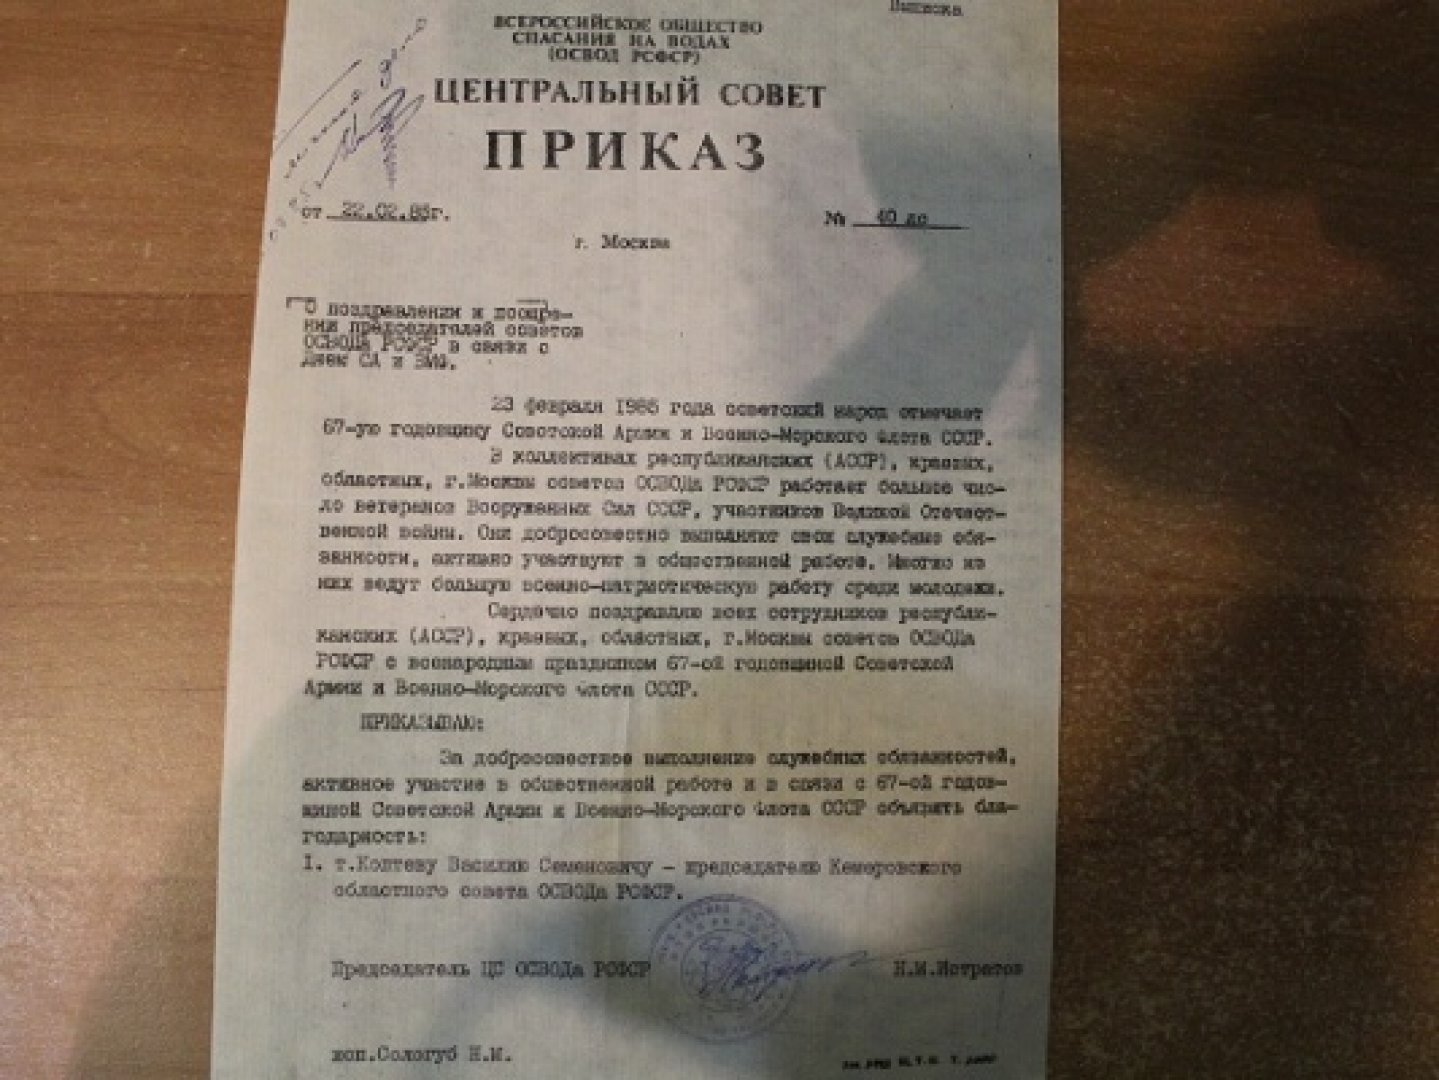 Выписка
ВСЕРОССИЙСКОЕ ОБЩЕСТВО
СПАСАНИЯ НА ВОДАХ
(ОСВОД РСФСР)
ЦЕНТРАЛЬНЫЙ СОВЕТ
ПРИКАЗ
от 22.02.85г.
№ 40 лс
г. Москва
О поздравлении и поощре-
нии председателей советов
ОСВОДа РСФСР в связи с
Днем СА и ВМФ.
23 февраля 1985 года советский народ отмечает
67-ую годовщину Советской Армии и Военно-Морского Флота СССР.
В коллективах республиканских (АССР), краевых,
областных, г.Москвы советов ОСВОДа РСФСР работает большое чис-
ло ветеранов Вооруженных Сил СССР, участников Великой Отечест-
венной войны. Они добросовестно выполняют свои служебные обя-
занности, активно участвуют в общественной работе. Многие из
них ведут большую военно-патриотическую работу среди молодежи.
Сердечно поздравляю всех сотрудников республи-
канских (АССР), краевых, областных, г.Москвы советов ОСВОДа
РСФСР с всенародным праздником 67-ой годовщиной Советской
Армии и Военно-Морского Флота СССР.
ПРИКАЗЫВАЮ:
За добросовестное выполнение служебных обязанностей,
активное участие в общественной работе и в связи с 67-ой годов-
щиной Советской Армии и Военно-Морского Флота СССР объявить бла-
годарность:
1. т.Коптеву Василию Семеновичу - председателю Кемеровского
областного совета ОСВОДа РСФСР.
Председатель ЦС ОСВОДа РСФСР
Н.И.Истратов
исп.Сологуб Н.М.